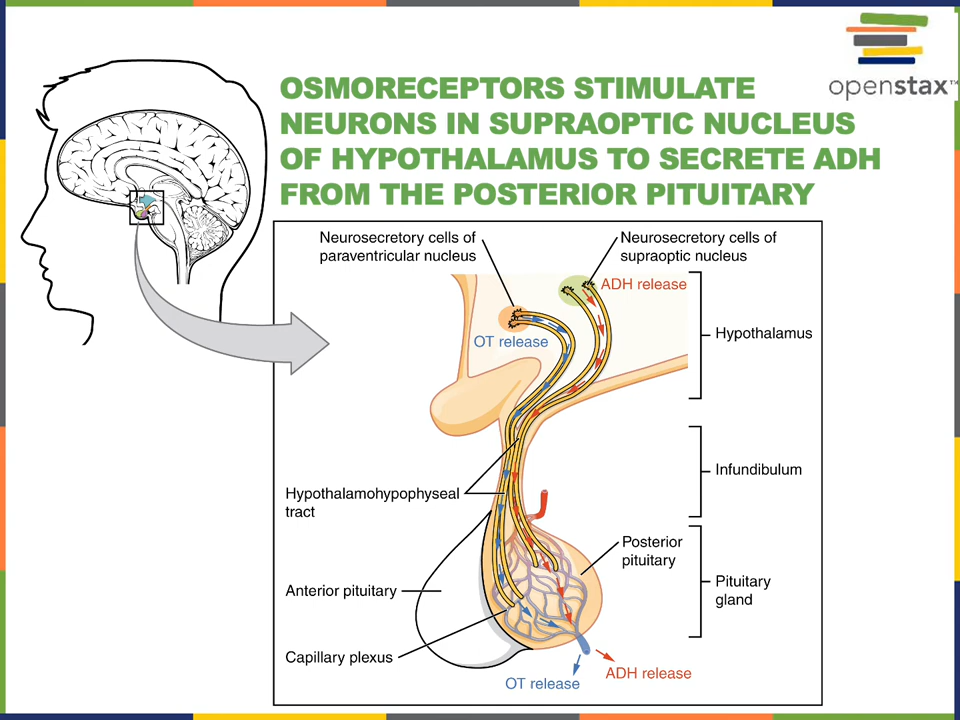 openstax™
OSMORECEPTORS STIMULATE
NEURONS IN SUPRAOPTIC NUCLEUS
OF HYPOTHALAMUS TO SECRETE ADH
FROM THE POSTERIOR PITUITARY
Neurosecretory cells of
paraventricular nucleus
Neurosecretory cells of
supraoptic nucleus
ADH release
OT release
Hypothalamus
Infundibulum
Hypothalamohypophyseal
tract
Posterior
pituitary
Pituitary
gland
Anterior pituitary
Capillary plexus
OT release
ADH release